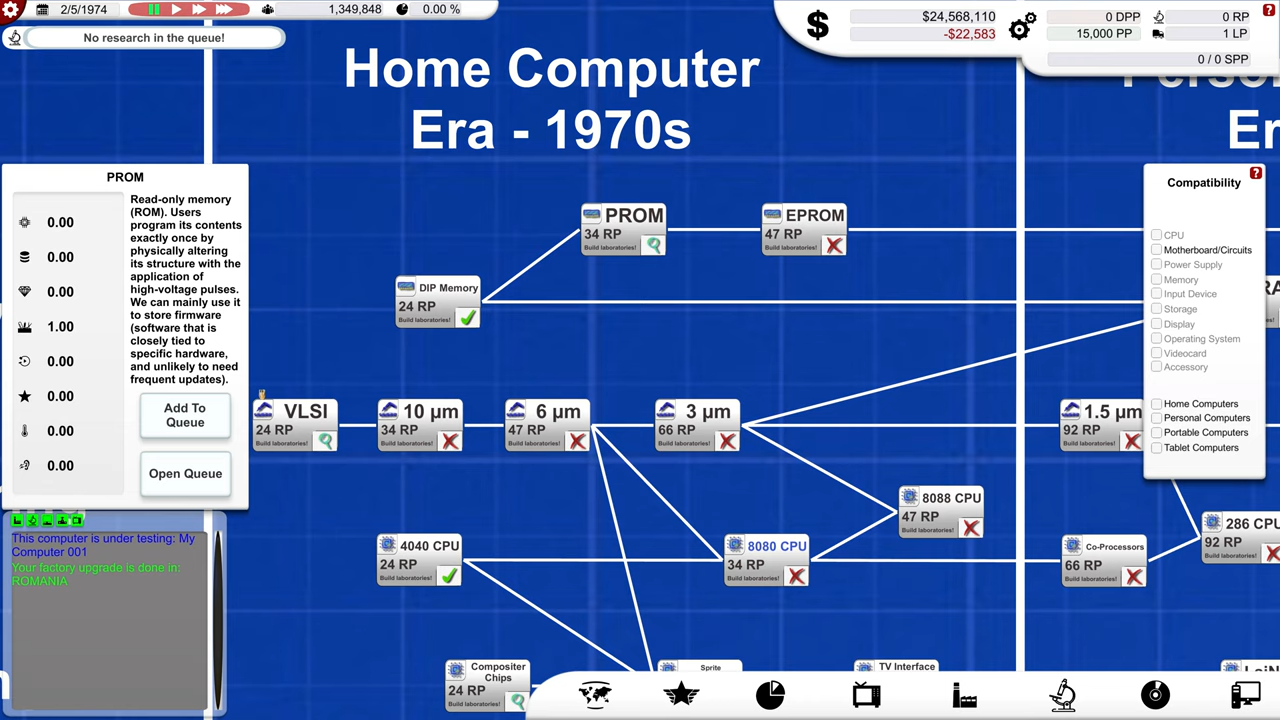 2/5/1974
1,349,848
0.00 %
$24,568,110
-$22,583
0 DPP
15,000 PP
0 RP
1 LP
0 / 0 SPP
?
No research in the queue!
Home Computer
Era - 1970s
Er
PROM
0.00
0.00
0.00
1.00
0.00
0.00
0.00
0.00
Read-only memory
(ROM). Users
program its contents
exactly once by
physically altering
its structure with the
application of
high-voltage pulses.
We can mainly use it
to store firmware
(software that is
closely tied to
specific hardware,
and unlikely to need
frequent updates).
Add To
Queue
Open Queue
This computer is under testing: My
Computer 001
Your factory upgrade is done in:
ROMANIA
PROM
34 RP
Build laboratories!
EPROM
47 RP
Build laboratories!
DIP Memory
24 RP
Build laboratories!
VLSI
24 RP
Build laboratories!
10 µm
34 RP
Build laboratories!
6 µm
47 RP
Build laboratories!
3 µm
66 RP
Build laboratories!
1.5 µm
92 RP
Build laboratories!
8088 CPU
47 RP
Build laboratories!
4040 CPU
24 RP
Build laboratories!
8080 CPU
34 RP
Build laboratories!
Co-Processors
66 RP
Build laboratories!
286 CPU
92 RP
Build laboratories!
Compositer
Chips
24 RP
Build laboratories!
Sprite
TV Interface
Compatibility
?
CPU
Motherboard/Circuits
Power Supply
Memory
Input Device
Storage
Display
Operating System
Videocard
Accessory
Home Computers
Personal Computers
Portable Computers
Tablet Computers